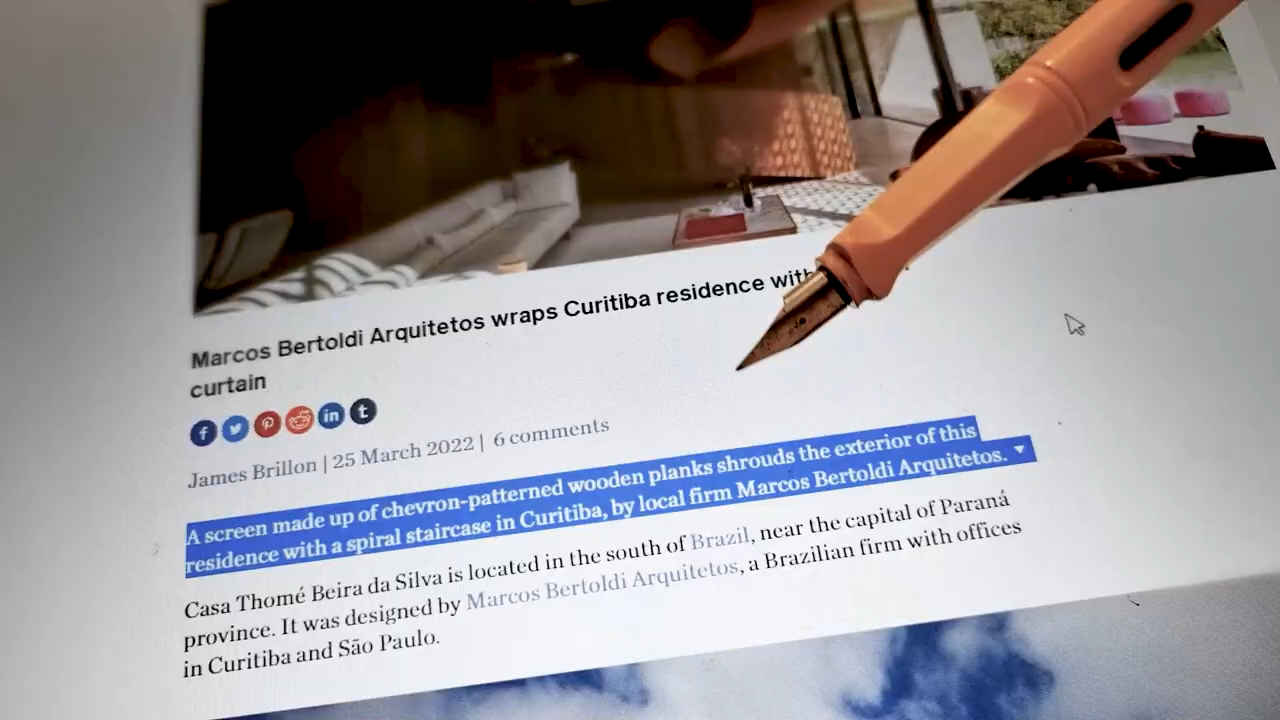 Marcos Bertoldi Arquitetos wraps Curitiba residence with
curtain
James Brillon | 25 March 2022 | 6 comments
A screen made up of chevron-patterned wooden planks shrouds the exterior of this
residence with a spiral staircase in Curitiba, by local firm Marcos Bertoldi Arquitetos.
Casa Thomé Beira da Silva is located in the south of Brazil, near the capital of Paraná
province. It was designed by Marcos Bertoldi Arquitetos, a Brazilian firm with offices
in Curitiba and São Paulo.